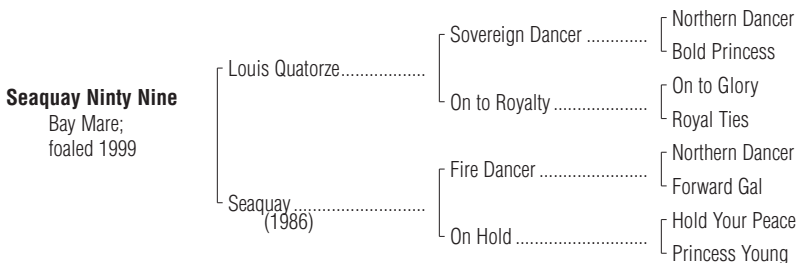 Seaquay Ninty Nine
Bay Mare;
foaled 1999
Louis Quatorze..................
Seaquay............................
(1986)
Sovereign Dancer .............
On to Royalty ....................
Fire Dancer .......................
On Hold ............................
Northern Dancer
Bold Princess
On to Glory
Royal Ties
Northern Dancer
Forward Gal
Hold Your Peace
Princess Young